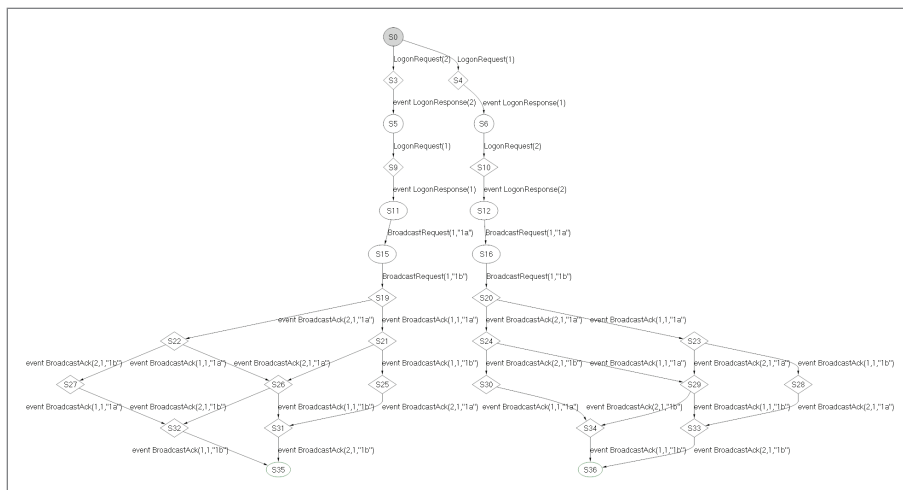 S0
LogonRequest(2)
LogonRequest(1)
S3
S4
event LogonResponse(2)
event LogonResponse(1)
S5
S6
LogonRequest(1)
LogonRequest(2)
S9
S10
event LogonResponse(1)
event LogonResponse(2)
S11
S12
BroadcastRequest(1,"1a")
BroadcastRequest(1,"1a")
S15
S16
BroadcastRequest(1,"1b")
BroadcastRequest(1,"1b")
S19
S20
event BroadcastAck(2,1,"1a")
event BroadcastAck(1,1,"1a")
event BroadcastAck(2,1,"1a")
event BroadcastAck(1,1,"1a")
S22
S21
S24
S23
event BroadcastAck(2,1,"1b")
event BroadcastAck(1,1,"1a")
event BroadcastAck(2,1,"1a")
event BroadcastAck(1,1,"1b")
event BroadcastAck(2,1,"1b")
event BroadcastAck(1,1,"1a")
event BroadcastAck(2,1,"1a")
event BroadcastAck(1,1,"1b")
S27
S26
S25
S30
S29
S28
event BroadcastAck(1,1,"1a")
event BroadcastAck(2,1,"1b")
event BroadcastAck(1,1,"1b")
event BroadcastAck(2,1,"1a")
event BroadcastAck(1,1,"1a")
event BroadcastAck(2,1,"1b")
event BroadcastAck(1,1,"1b")
event BroadcastAck(2,1,"1a")
S32
S31
S34
S33
event BroadcastAck(1,1,"1b")
event BroadcastAck(2,1,"1b")
event BroadcastAck(1,1,"1b")
event BroadcastAck(2,1,"1b")
S35
S36